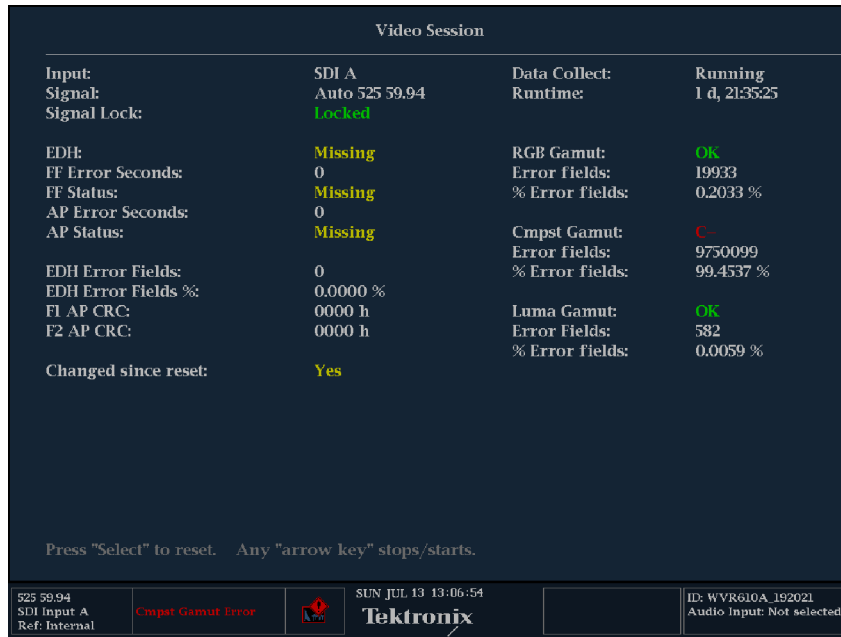 Video Session
Input: SDI A Data Collect: Running
Signal: Auto 525 59.94 Runtime: 1 d, 21:35:25
Signal Lock: Locked
EDH: Missing RGB Gamut: OK
FF Error Seconds: 0 Error fields: 19933
FF Status: Missing % Error fields: 0.2033 %
AP Error Seconds: 0
AP Status: Missing Cmpst Gamut: C-
Error fields: 9750099
EDH Error Fields: 0 % Error fields: 99.4537 %
EDH Error Fields %: 0.0000 %
F1 AP CRC: 0000 h Luma Gamut: OK
F2 AP CRC: 0000 h Error Fields: 582
% Error fields: 0.0059 %
Changed since reset: Yes
Press "Select" to reset. Any "arrow key" stops/starts.
525 59.94
SDI Input A
Ref: Internal
Cmpst Gamut Error
SUN JUL 13 13:06:54
Tektronix
ID: WVR610A_192021
Audio Input: Not selected